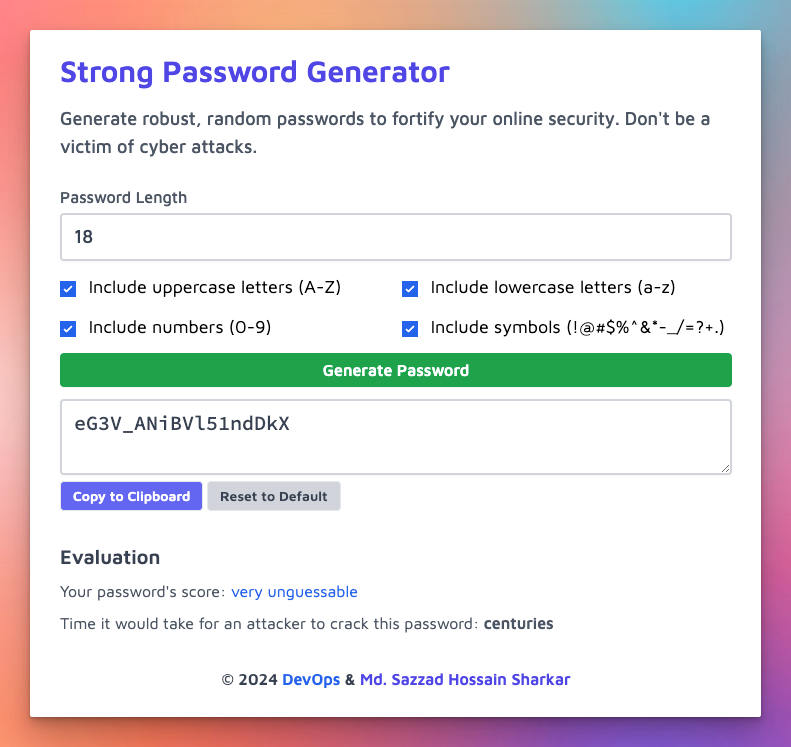 Strong Password Generator
Generate robust, random passwords to fortify your online security. Don't be a
victim of cyber attacks.
Password Length
18
Include uppercase letters (A-Z)
Include lowercase letters (a-z)
Include numbers (0-9)
Include symbols (!@#$%^&*-_/=?+.)
Generate Password
eG3V_ANiBVl51ndDkX
Copy to Clipboard
Reset to Default
Evaluation
Your password's score: very unguessable
Time it would take for an attacker to crack this password: centuries
© 2024 DevOps & Md. Sazzad Hossain Sharkar